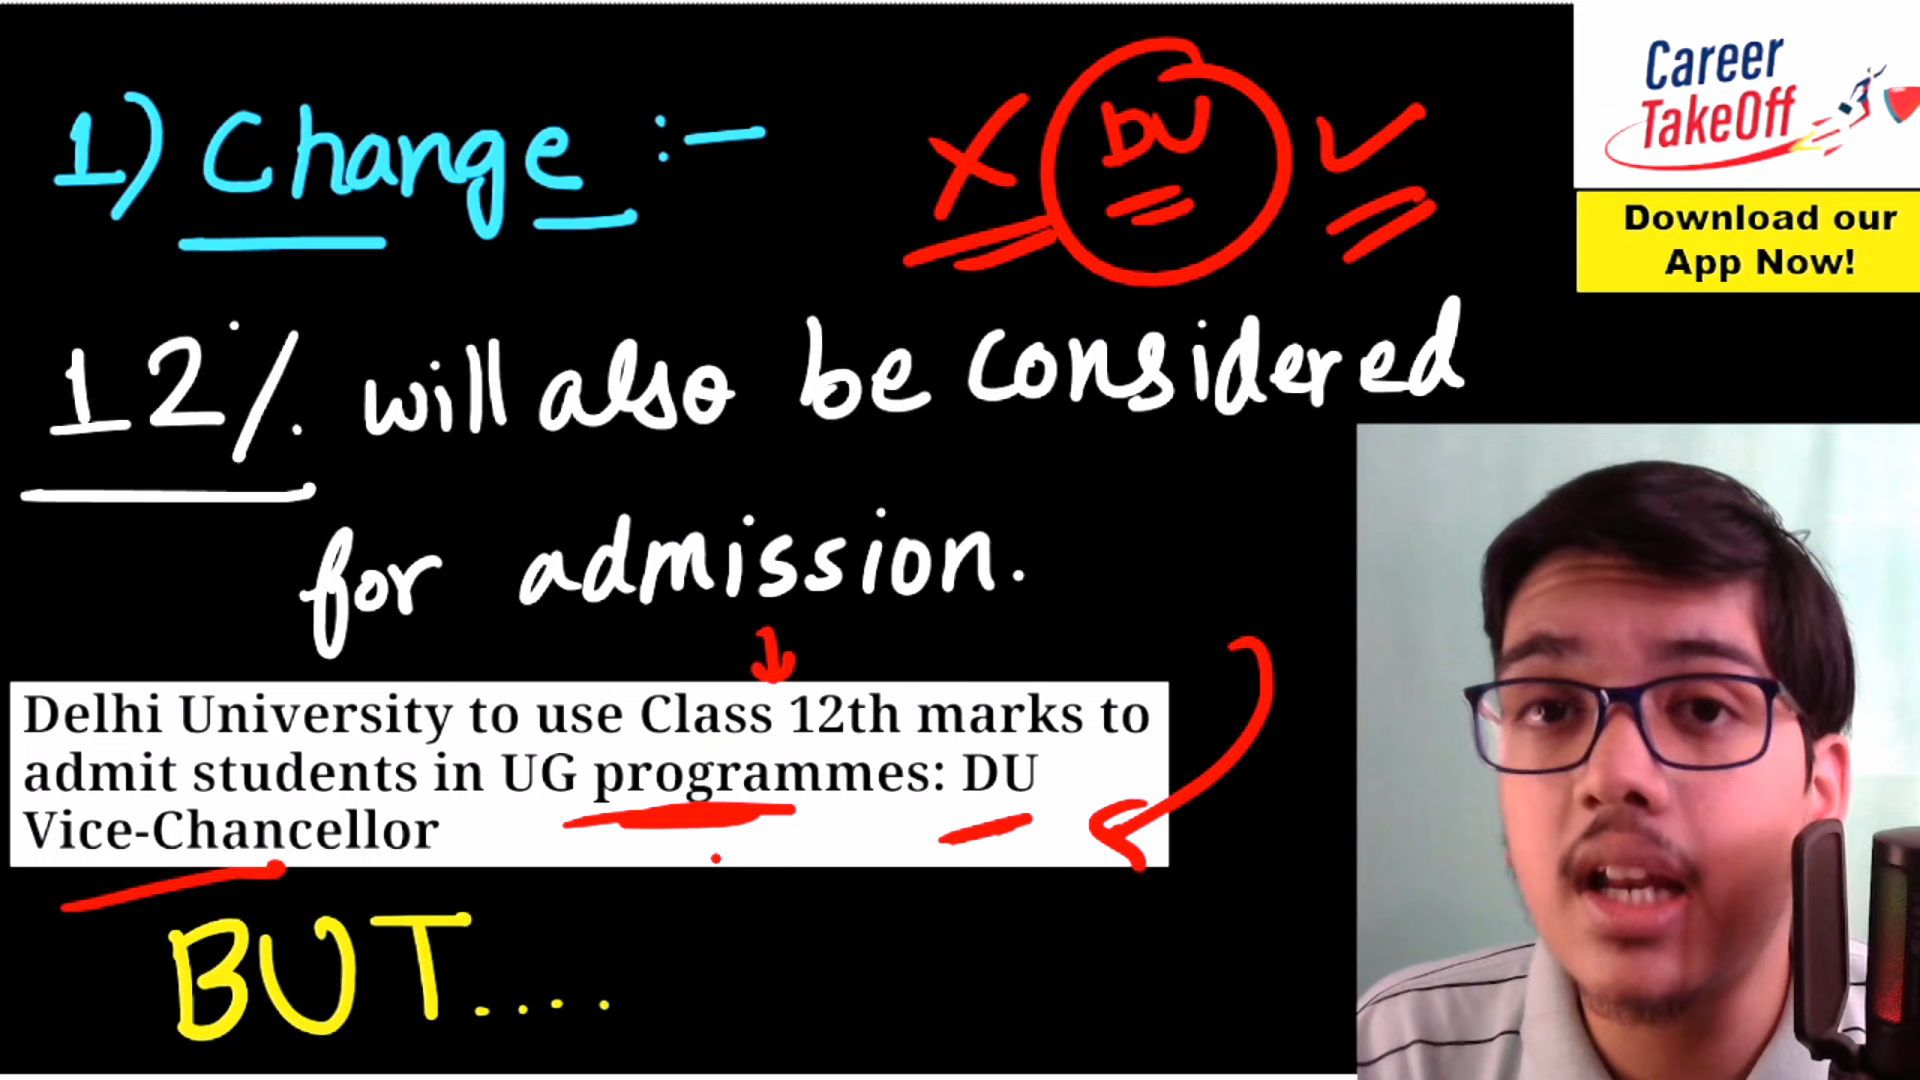 1) Change :-
DU
12% will also be considered
for admission.
Delhi University to use Class 12th marks to
admit students in UG programmes: DU
Vice-Chancellor
BUT....
Career
TakeOff
Download our
App Now!